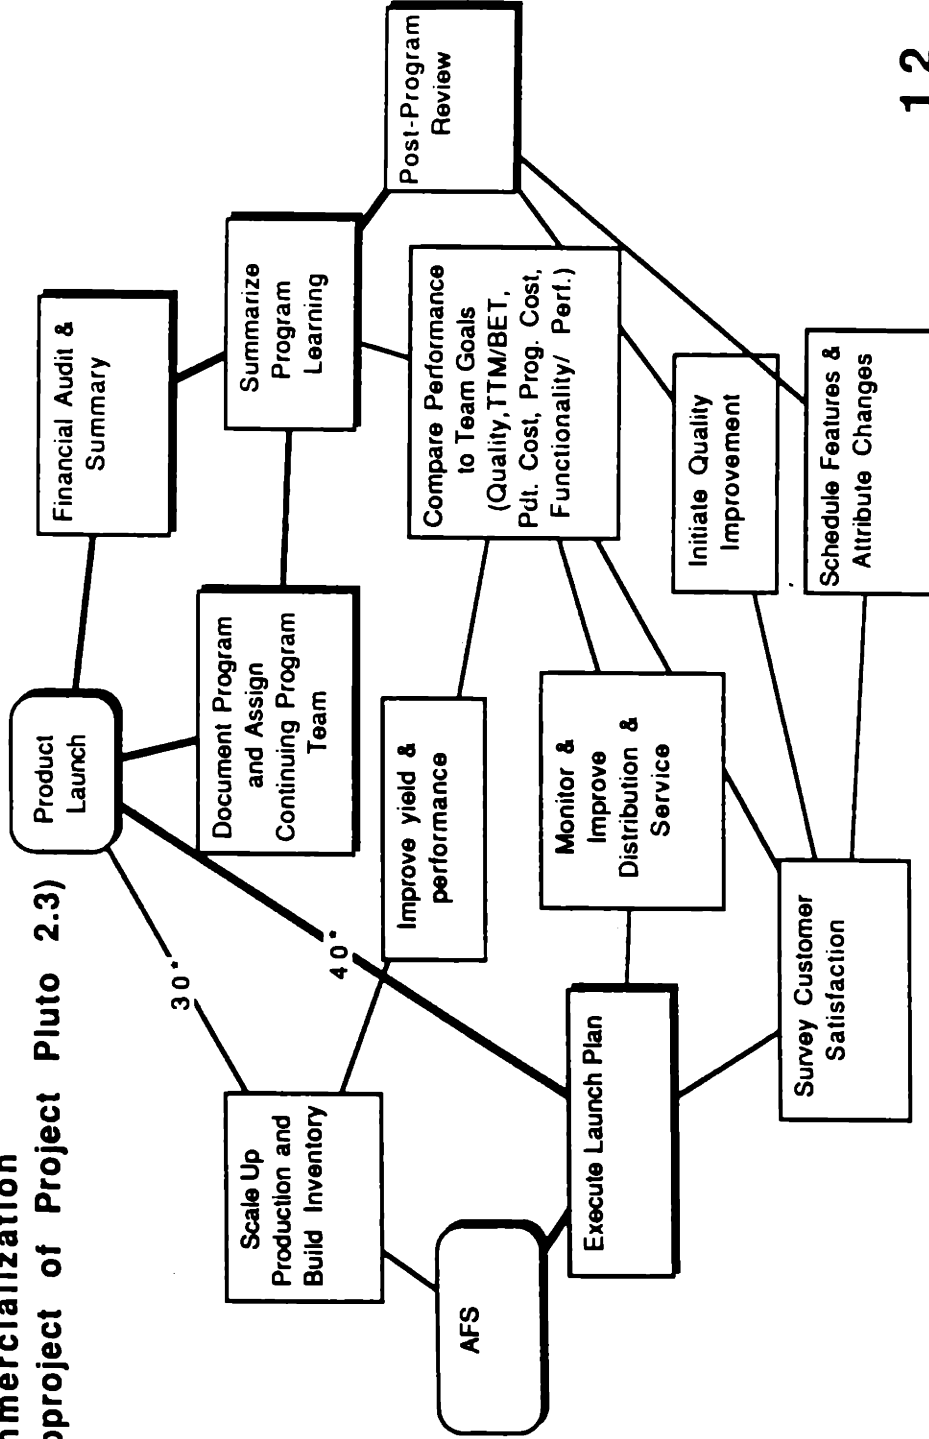 mercialization
project of Project Pluto 2.3)
Product
Launch
Financial Audit &
Summary
30*
40*
Scale Up
Production and
Build Inventory
Document Program
and Assign
Continuing Program
Team
Summarize
Program
Learning
Post-Program
Review
AFS
Improve yield &
performance
Compare Performance
to Team Goals
(Quality,TTM/BET,
Pdt. Cost, Prog. Cost,
Functionality/ Perf.)
Execute Launch Plan
Monitor &
Improve
Distribution &
Service
Initiate Quality
Improvement
Survey Customer
Satisfaction
Schedule Features &
Attribute Changes
12